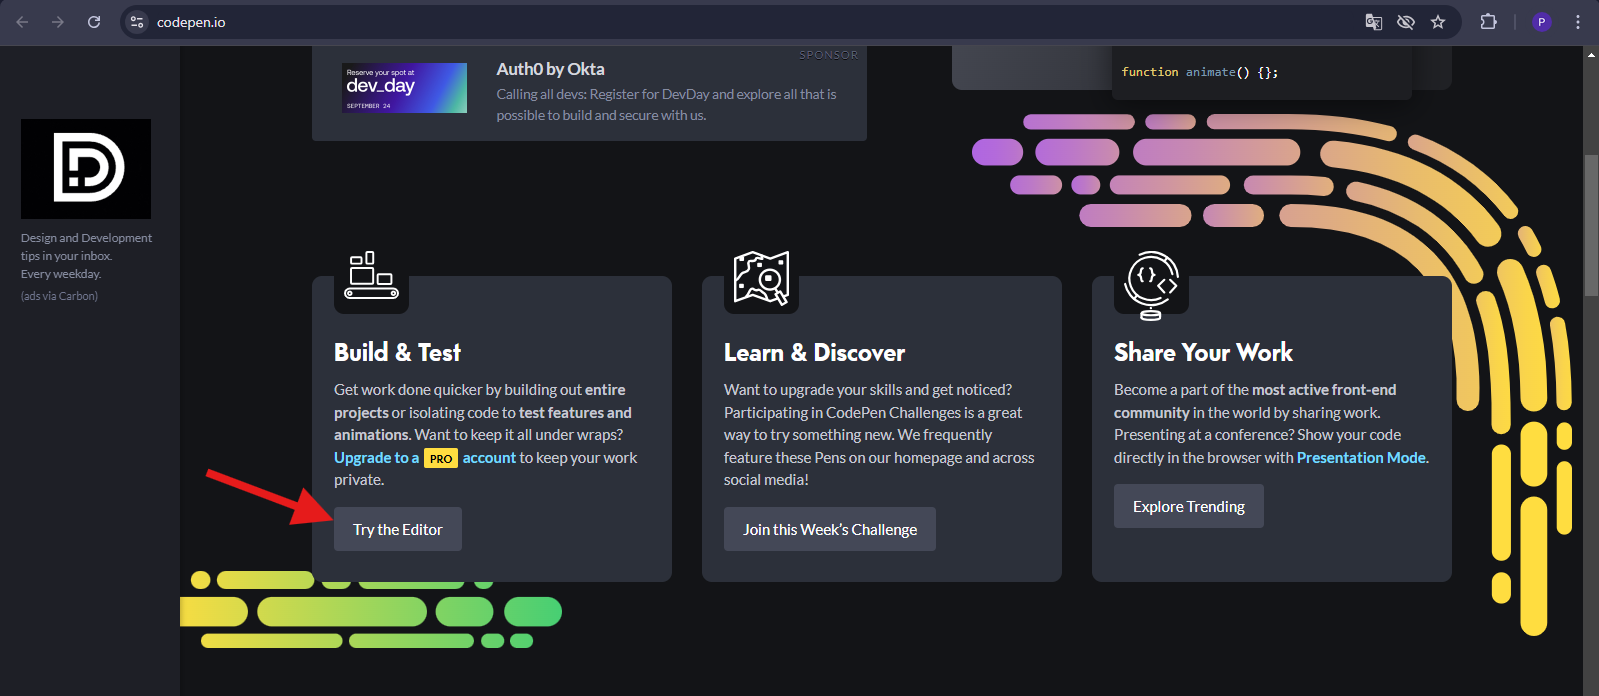 codepen.io
P
SPONSOR
Reserve your spot at
dev_day
SEPTEMBER 24
Auth0 by Okta
Calling all devs: Register for DevDay and explore all that is
possible to build and secure with us.
function animate() {};
Design and Development
tips in your inbox.
Every weekday.
(ads via Carbon)
Build & Test
Get work done quicker by building out entire
projects or isolating code to test features and
animations. Want to keep it all under wraps?
Upgrade to a PRO account to keep your work
private.
Try the Editor
Learn & Discover
Want to upgrade your skills and get noticed?
Participating in CodePen Challenges is a great
way to try something new. We frequently
feature these Pens on our homepage and across
social media!
Join this Week’s Challenge
Share Your Work
Become a part of the most active front-end
community in the world by sharing work.
Presenting at a conference? Show your code
directly in the browser with Presentation Mode.
Explore Trending